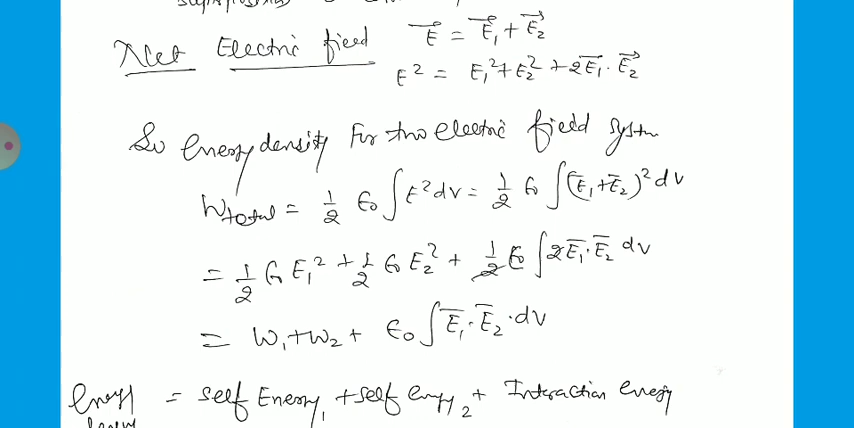 Net Electric field E⃗ = E⃗₁ + E⃗₂
E² = E₁² + E₂² + 2E⃗₁ · E⃗₂
So energy density For two electric field system
W_total = 1/2 ϵ₀ ∫E² dv = 1/2 ϵ₀ ∫(E̅₁ + E̅₂)² dv
= 1/2 ϵ₀ E₁² + 1/2 ϵ₀ E₂² + 1/2 ϵ₀ ∫2E̅₁ · E̅₂ dv
= W₁ + W₂ + ϵ₀ ∫E̅₁ · E̅₂ · dv
= Self Energy₁ + Self engy₂ + Interaction energy